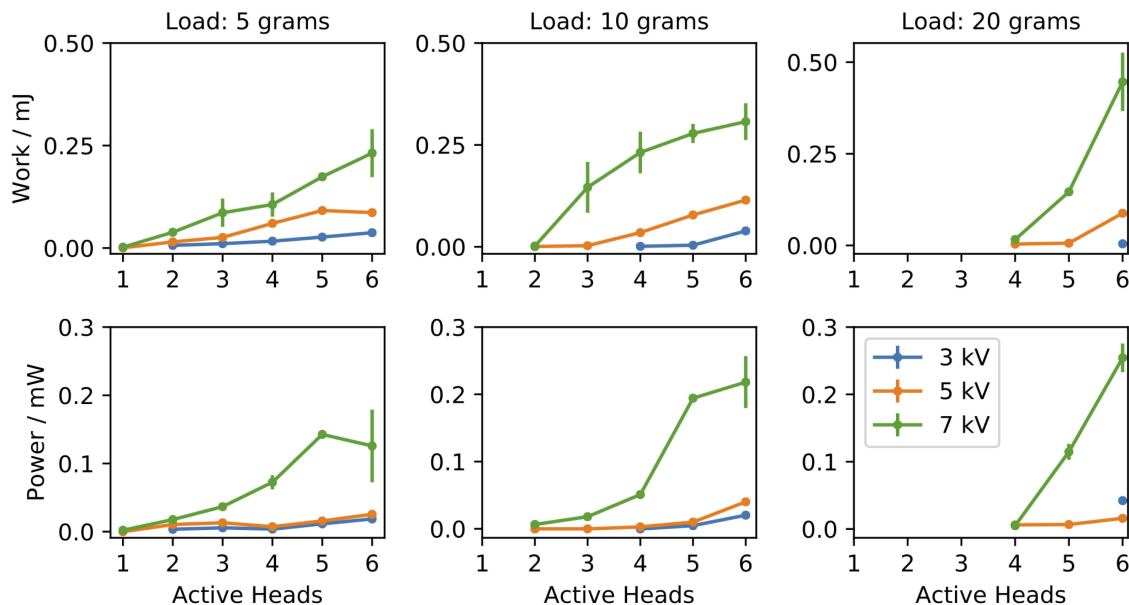 Load: 5 grams
Load: 10 grams
Load: 20 grams
Work / mJ
0.50
0.25
0.00
1 2 3 4 5 6
0.50
0.25
0.00
1 2 3 4 5 6
0.50
0.25
0.00
1 2 3 4 5 6
Power / mW
0.3
0.2
0.1
0.0
1 2 3 4 5 6
Active Heads
0.3
0.2
0.1
0.0
1 2 3 4 5 6
Active Heads
0.3
0.2
0.1
0.0
3 kV
5 kV
7 kV
1 2 3 4 5 6
Active Heads